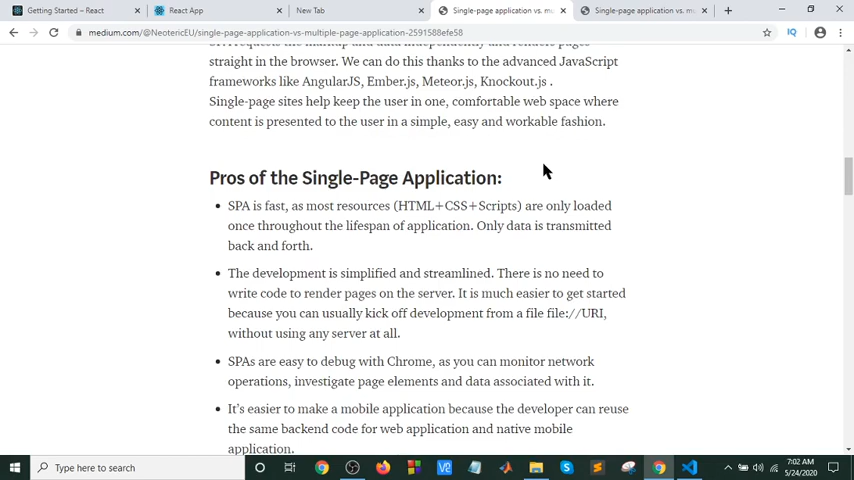 Getting Started – React
React App
New Tab
Single-page application vs. mu
Single-page application vs. mu
medium.com/@NeotericEU/single-page-application-vs-multiple-page-application-2591588efe58
straight in the browser. We can do this thanks to the advanced JavaScript
frameworks like AngularJS, Ember.js, Meteor.js, Knockout.js .
Single-page sites help keep the user in one, comfortable web space where
content is presented to the user in a simple, easy and workable fashion.
Pros of the Single-Page Application:
SPA is fast, as most resources (HTML+CSS+Scripts) are only loaded
once throughout the lifespan of application. Only data is transmitted
back and forth.
The development is simplified and streamlined. There is no need to
write code to render pages on the server. It is much easier to get started
because you can usually kick off development from a file file://URI,
without using any server at all.
SPAs are easy to debug with Chrome, as you can monitor network
operations, investigate page elements and data associated with it.
It's easier to make a mobile application because the developer can reuse
the same backend code for web application and native mobile
application.
Type here to search
7:02 AM
5/24/2020